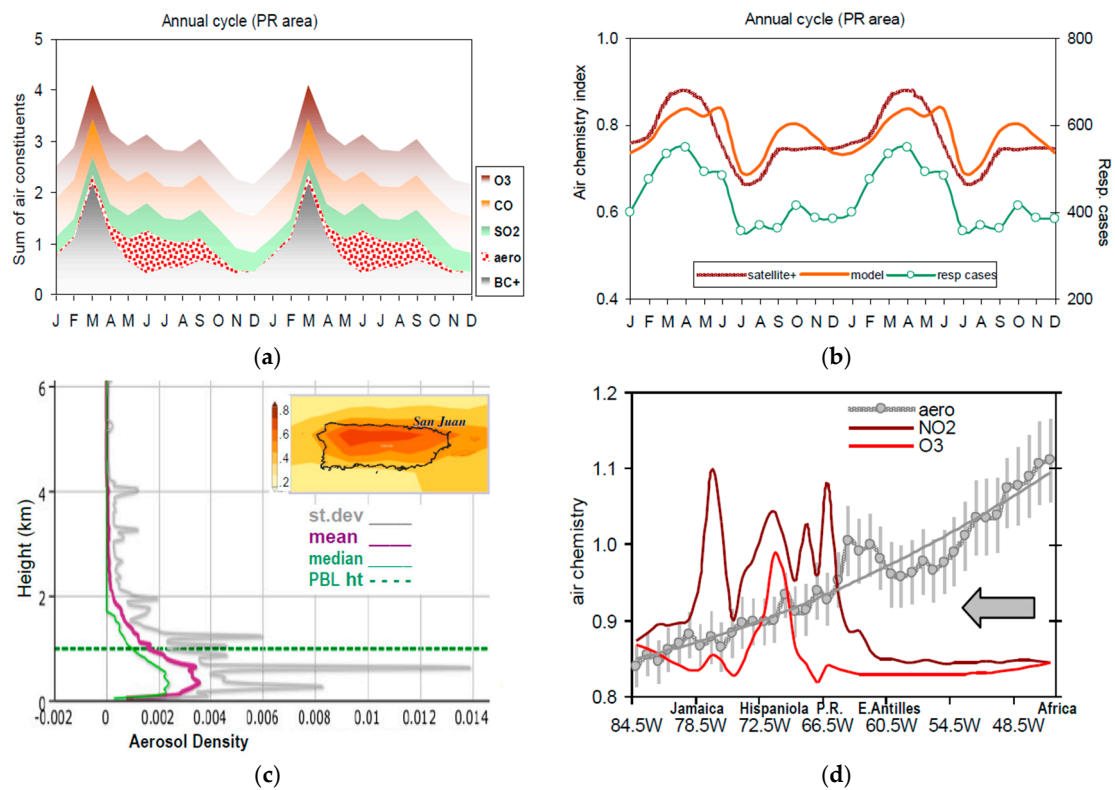 Annual cycle (PR area)
Sum of air constituents
5
4
3
2
1
0
J F M A M J J A S O N D J F M A M J J A S O N D
O3
CO
SO2
aero
BC+
(a)
Annual cycle (PR area)
Air chemistry index
1.0
0.8
0.6
0.4
800
600
400
200
Resp. cases
satellite+ model resp cases
J F M A M J J A S O N D J F M A M J J A S O N D
(b)
Height (km)
6
4
2
0
.8
.6
.4
.2
San Juan
st.dev
mean
median
PBL ht
-0.002 0 0.002 0.004 0.006 0.008 0.010 0.012 0.014
Aerosol Density
(c)
air chemistry
1.2
1.1
1.0
0.9
0.8
aero
NO2
O3
Jamaica Hispaniola P.R. E.Antilles Africa
84.5W 78.5W 72.5W 66.5W 60.5W 54.5W 48.5W
(d)